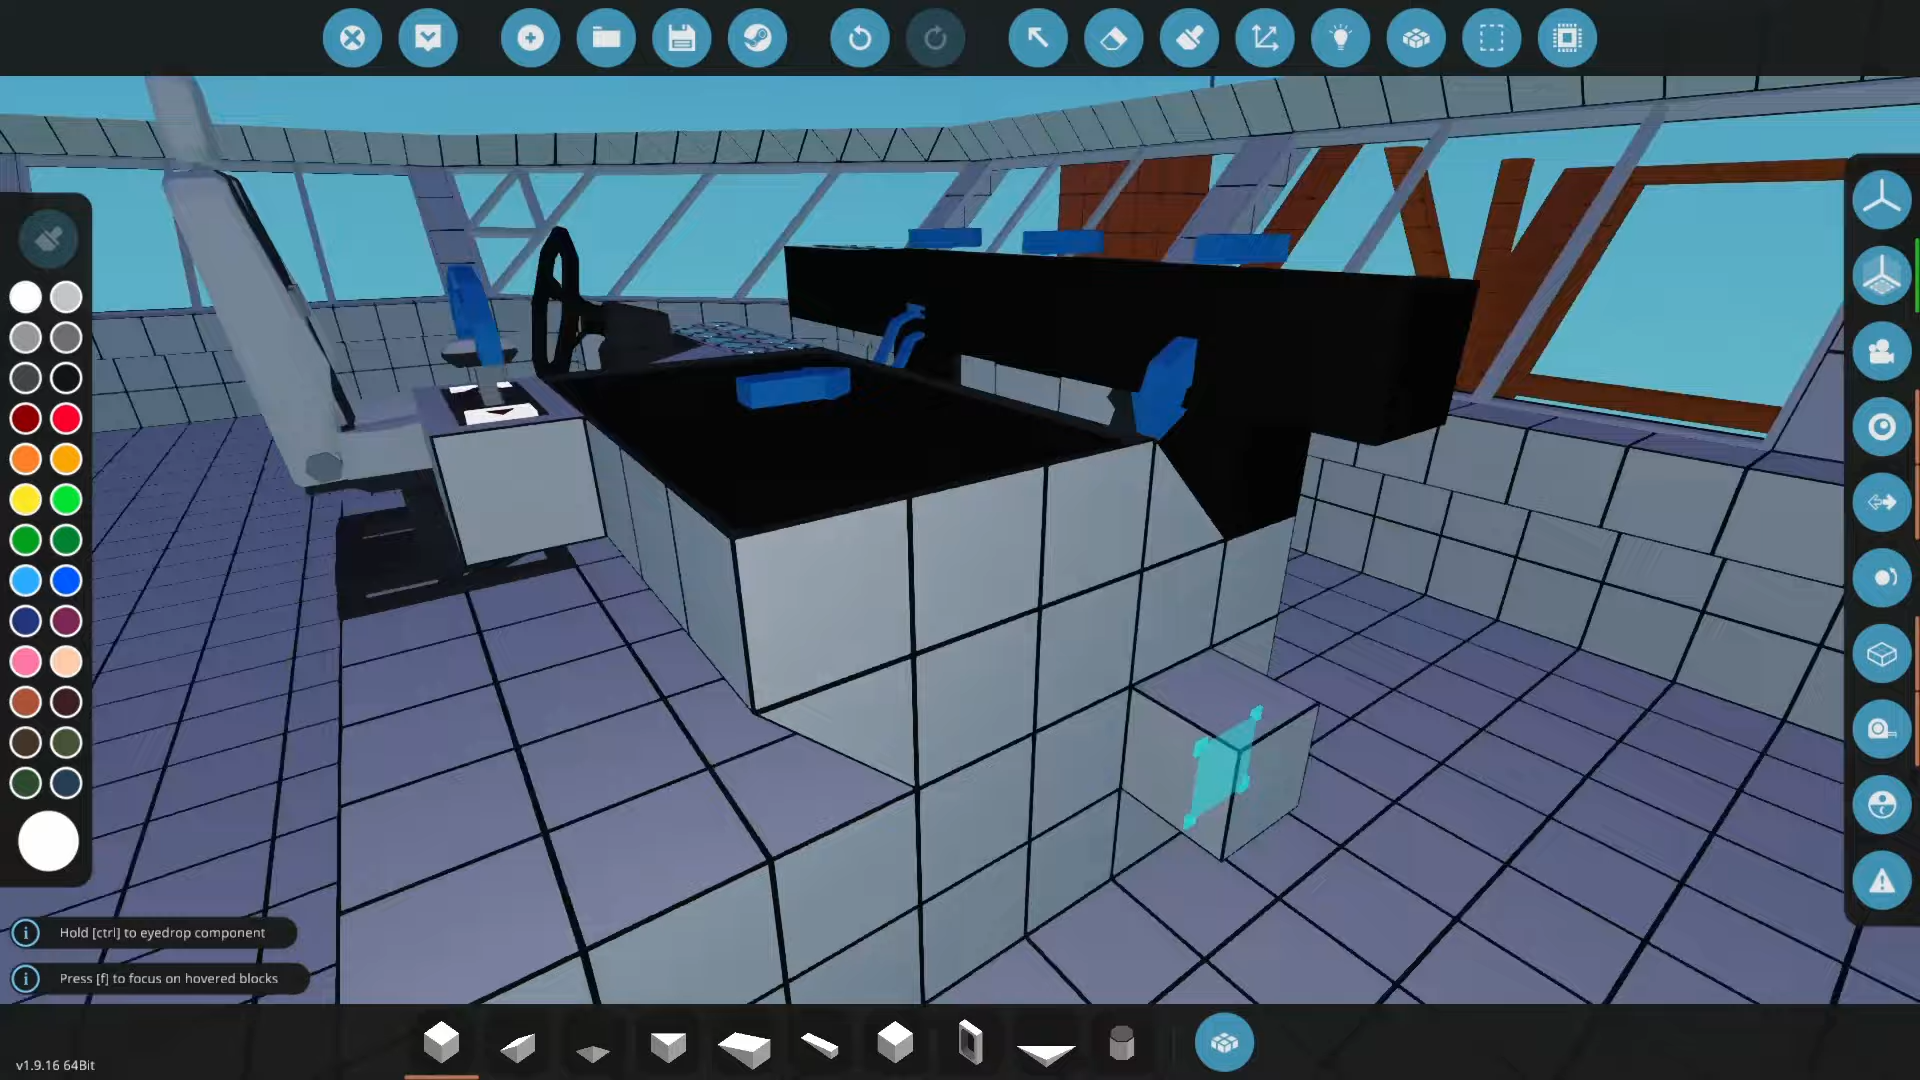 Hold [ctrl] to eyedrop component
Press [f] to focus on hovered blocks
v1.9.16 64Bit